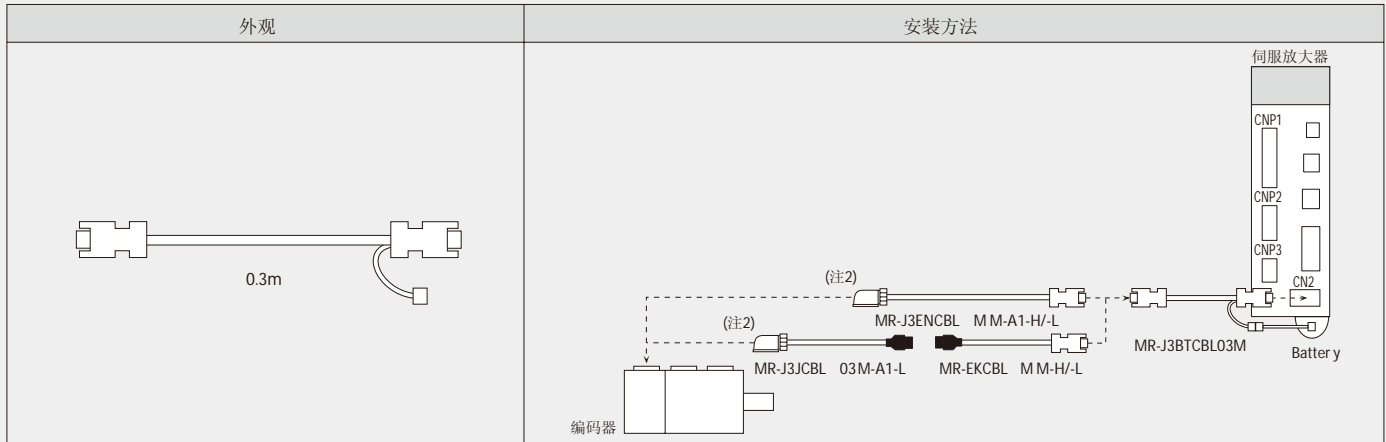 外观
安装方法
伺服放大器
CNP1
CNP2
CNP3
CN2
0.3m
(注2)
MR-J3ENCBL M M-A1-H/-L
(注2)
MR-J3JCBL 03M-A1-L
MR-EKCBL M M-H/-L
MR-J3BTCBL03M
Battery
编码器